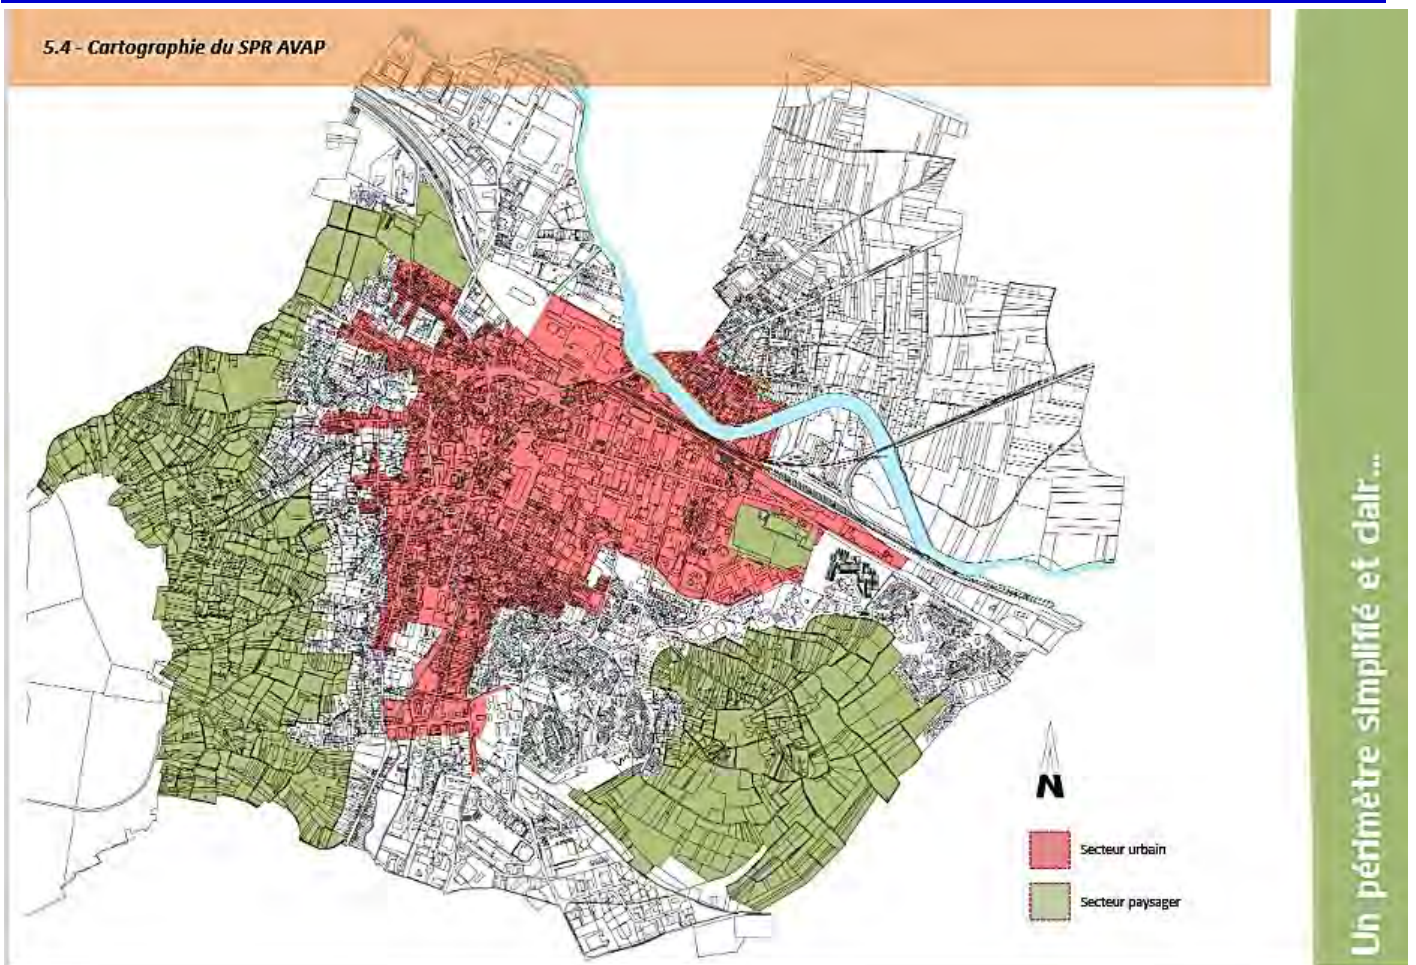 5.4 - Cartographie du SPR AVAP
N
Secteur urbain
Secteur paysager
Un périmètre simplifié et clair...